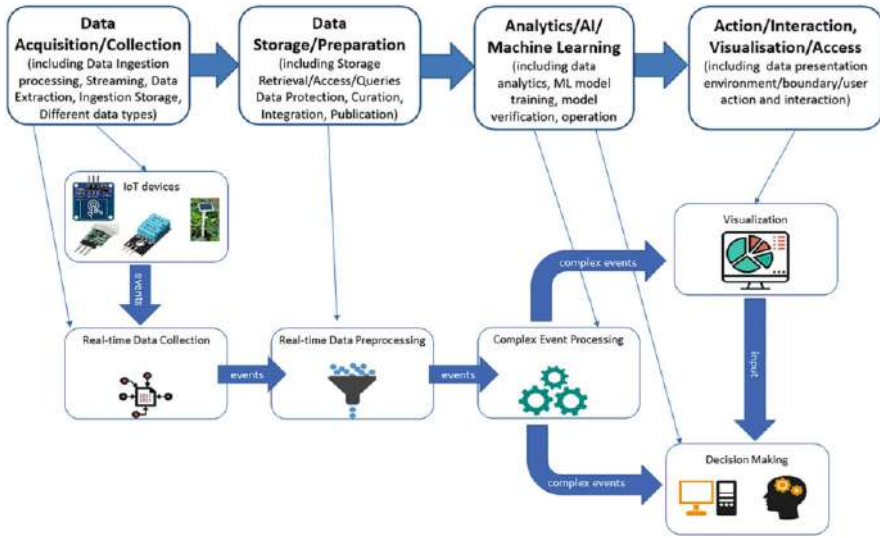 Data
Acquisition/Collection
(including Data Ingestion
processing, Streaming, Data
Extraction, Ingestion Storage,
Different data types)
Data
Storage/Preparation
(including Storage
Retrieval/Access/Queries
Data Protection, Curation,
Integration, Publication)
Analytics/AI/
Machine Learning
(including data
analytics, ML model
training, model
verification, operation
Action/Interaction,
Visualisation/Access
(including data presentation
environment/boundary/user
action and interaction)
IoT devices
Visualization
complex events
events
Real-time Data Collection
Real-time Data Preprocessing
Complex Event Processing
events
events
Input
Decision Making
complex events